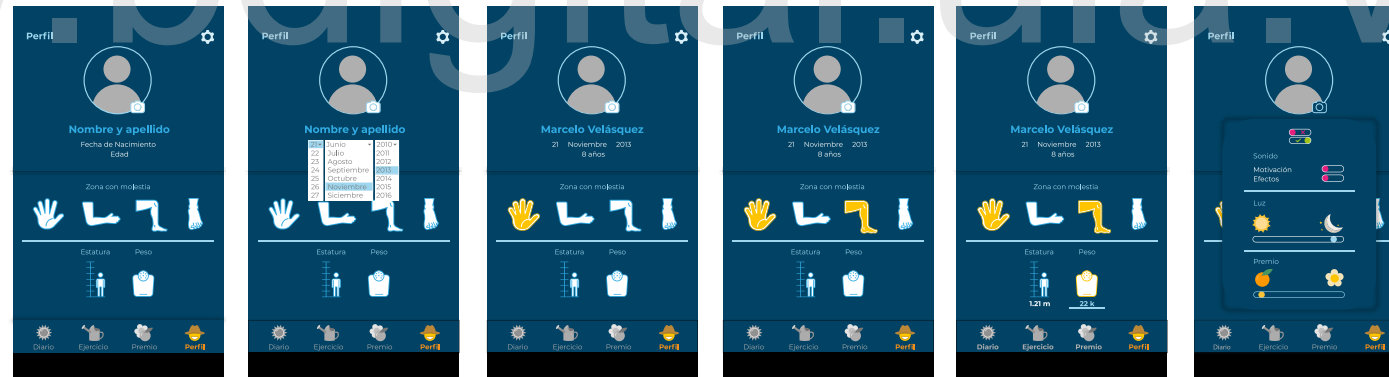 Perfil
Nombre y apellido
Fecha de Nacimiento
Edad
Zona con molestia
Estatura Peso
Diario Ejercicio Premio Perfil
Perfil
Nombre y apellido
21 Junio 2010
22 Julio 2011
23 Agosto 2012
24 Septiembre 2013
25 Octubre 2014
26 Noviembre 2015
27 Siciembre 2016
Zona con molestia
Estatura Peso
Diario Ejercicio Premio Perfil
Marcelo Velásquez
21 Noviembre 2013
8 años
Zona con molestia
Estatura Peso
Diario Ejercicio Premio Perfil
Perfil
Marcelo Velásquez
21 Noviembre 2013
8 años
Zona con molestia
Estatura Peso
Diario Ejercicio Premio Perfil
Perfil
Marcelo Velásquez
21 Noviembre 2013
8 años
Zona con molestia
Estatura Peso
1.21 m 22 k
Diario Ejercicio Premio Perfil
Perfil
Sonido
Motivación
Efectos
Luz
Premio
Diario Ejercicio Premio Perfil